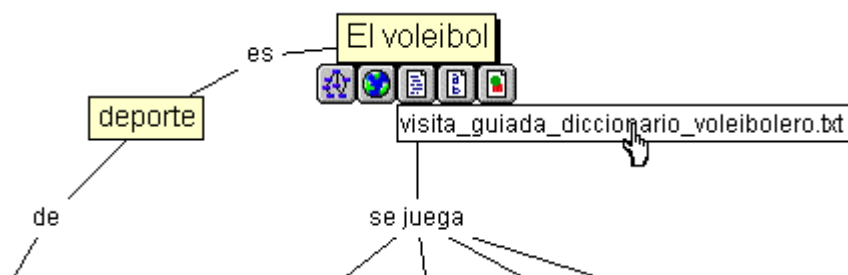 El voleibol
es
deporte
visita_guiada_diccionario_voleibolero.txt
de
se juega